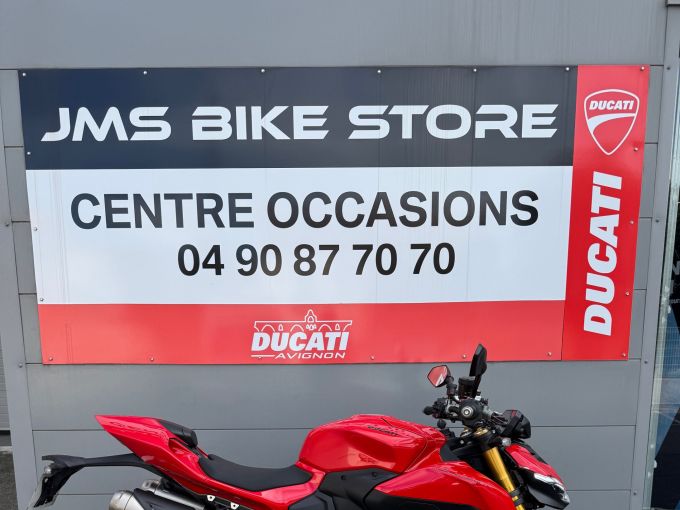 JMS BIKE STORE
CENTRE OCCASIONS
04 90 87 70 70
DUCATI
AVIGNON
DUCATI
DUCATI